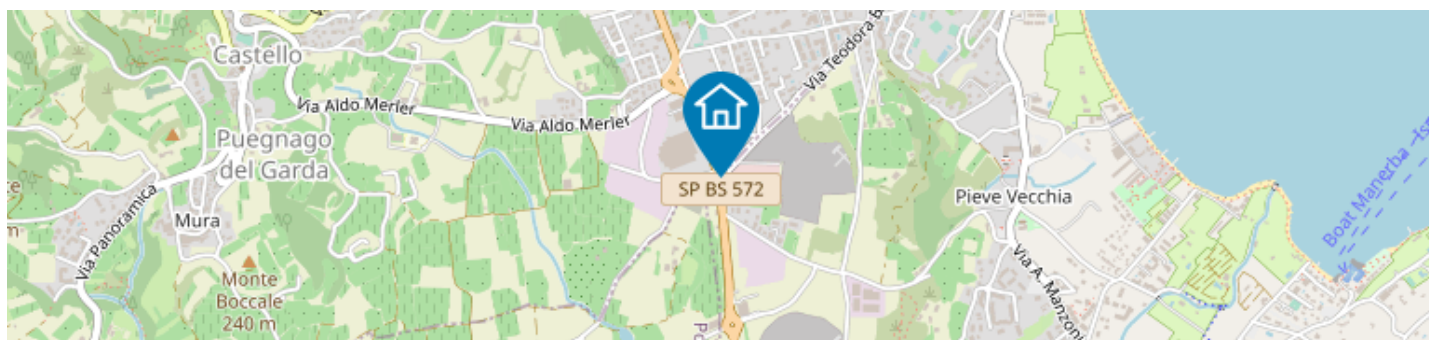 Castello
Via Aldo Merler
Via Aldo Merler
Via Teodora B
Puegnago
del Garda
SP BS 572
Pieve Vecchia
Mura
Via Panoramica
Monte
Boccale
240 m
Via A. Manzoni
Boat Manerba